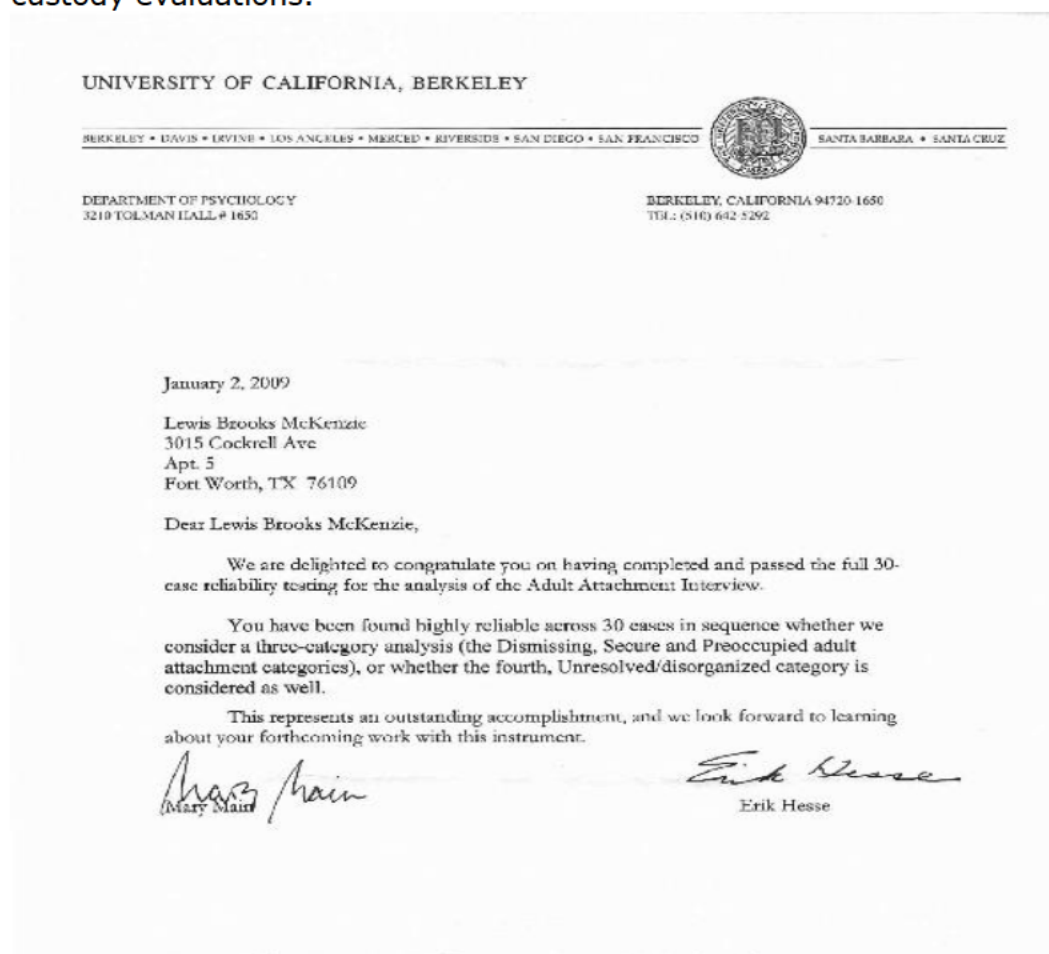 custody evaluations.
UNIVERSITY OF CALIFORNIA, BERKELEY
BERKELEY • DAVIS • IRVINE • LOS ANGELES • MERCED • RIVERSIDE • SAN DIEGO • SAN FRANCISCO
SANTA BARBARA • SANTA CRUZ
DEPARTMENT OF PSYCHOLOGY
3210 TOLMAN HALL # 1650
BERKELEY, CALIFORNIA 94720-1650
TEL: (510) 642-5292
January 2, 2009
Lewis Brooks McKenzie
3015 Cockrell Ave
Apt. 5
Fort Worth, TX 76109
Dear Lewis Brooks McKenzie,
We are delighted to congratulate you on having completed and passed the full 30-
case reliability testing for the analysis of the Adult Attachment Interview.
You have been found highly reliable across 30 cases in sequence whether we
consider a three-category analysis (the Dismissing, Secure and Preoccupied adult
attachment categories), or whether the fourth, Unresolved/disorganized category is
considered as well.
This represents an outstanding accomplishment, and we look forward to learning
about your forthcoming work with this instrument.
Mary Main
Erik Hesse
Mary Main
Erik Hesse